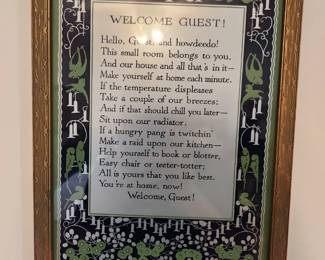 WELCOME GUEST!
Hello, Guest, and howdeedo!
This small room belongs to you,
And our house and all that's in it—
Make yourself at home each minute.
If the temperature displeases
Take a couple of our breezes;
And if that should chill you later—
Sit upon our radiator.
If a hungry pang is twitchin'
Make a raid upon our kitchen—
Help yourself to book or blotter,
Easy chair or teeter-totter;
All is yours that you like best.
You're at home, now!
Welcome, Guest!